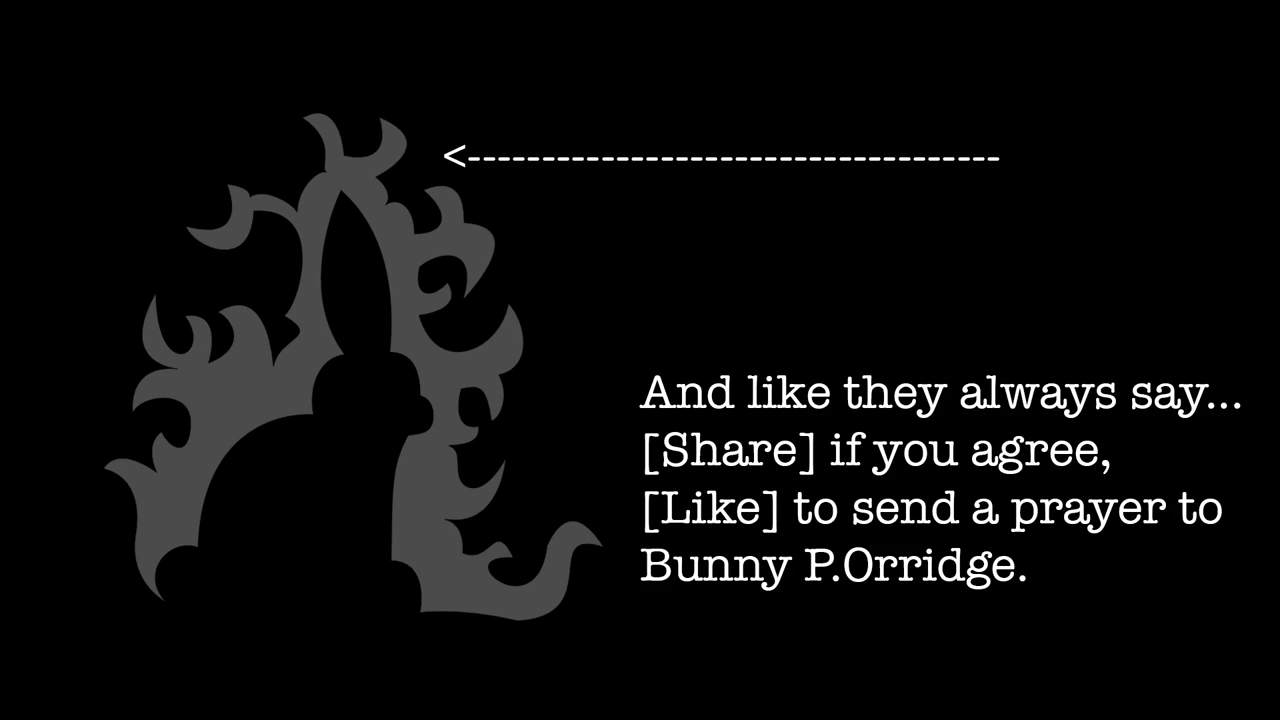 <------------------------------------
And like they always say...
[Share] if you agree,
[Like] to send a prayer to
Bunny P.Orridge.